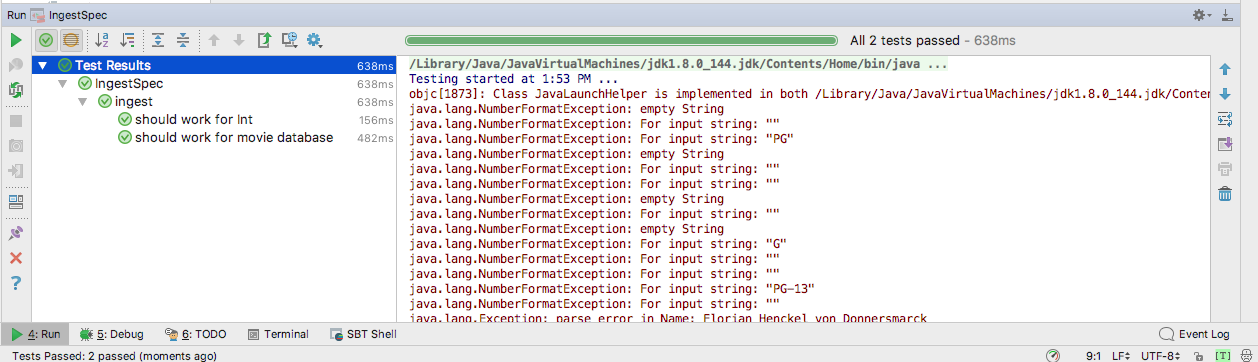 Run IngestSpec
All 2 tests passed - 638ms
Test Results 638ms
IngestSpec 638ms
ingest 638ms
should work for Int 156ms
should work for movie database 482ms
/Library/Java/JavaVirtualMachines/jdk1.8.0_144.jdk/Contents/Home/bin/java ...
Testing started at 1:53 PM ...
objc[1873]: Class JavaLaunchHelper is implemented in both /Library/Java/JavaVirtualMachines/jdk1.8.0_144.jdk/Conten
java.lang.NumberFormatException: empty String
java.lang.NumberFormatException: For input string: ""
java.lang.NumberFormatException: For input string: "PG"
java.lang.NumberFormatException: empty String
java.lang.NumberFormatException: For input string: ""
java.lang.NumberFormatException: For input string: ""
java.lang.NumberFormatException: empty String
java.lang.NumberFormatException: For input string: ""
java.lang.NumberFormatException: empty String
java.lang.NumberFormatException: For input string: "G"
java.lang.NumberFormatException: For input string: ""
java.lang.NumberFormatException: For input string: ""
java.lang.NumberFormatException: For input string: "PG-13"
java.lang.NumberFormatException: For input string: ""
java.lang.Exception: parse error in Name: Florian Henckel von Donnersmarck
4: Run 5: Debug 6: TODO Terminal SBT Shell Event Log
Tests Passed: 2 passed (moments ago) 9:1 LF UTF-8 [T]